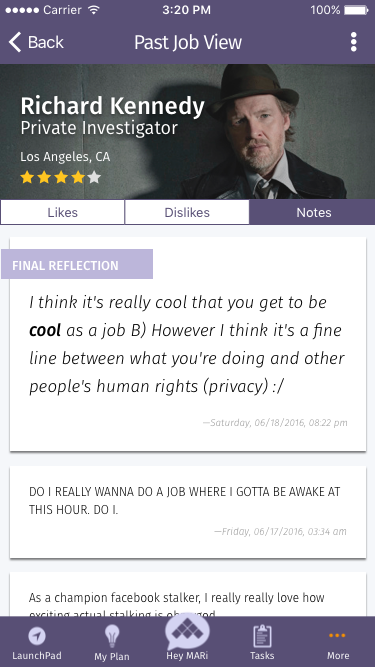 Carrier 3:20 PM 100%
Back Past Job View
Richard Kennedy
Private Investigator
Los Angeles, CA
Likes Dislikes Notes
FINAL REFLECTION
I think it's really cool that you get to be
cool as a job B) However I think it's a fine
line between what you're doing and other
people's human rights (privacy) :/
—Saturday, 06/18/2016, 08:22 pm
DO I REALLY WANNA DO A JOB WHERE I GOTTA BE AWAKE AT
THIS HOUR. DO I.
—Friday, 06/17/2016, 03:34 am
As a champion facebook stalker, I really really love how
exciting actual stalking is
LaunchPad My Plan Hey MARi Tasks More